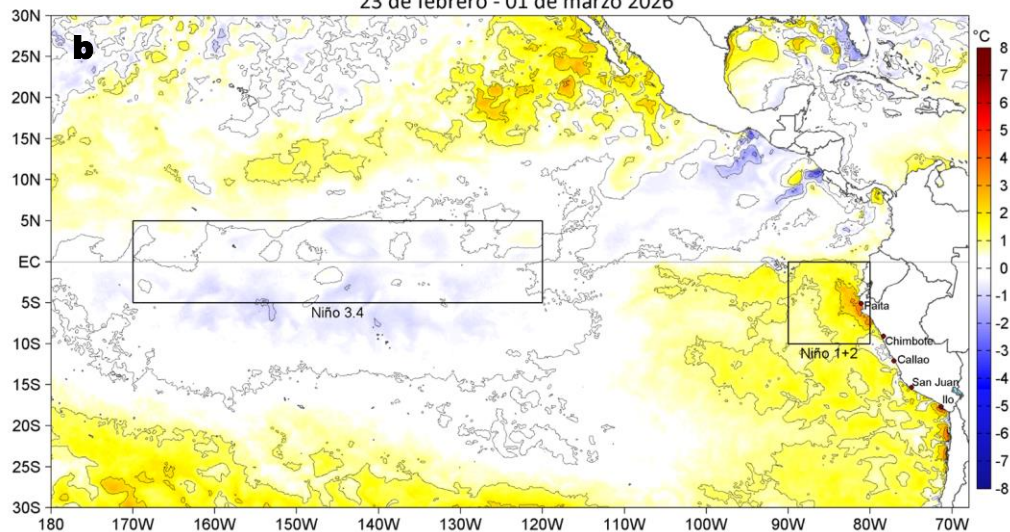 23 de febrero - 01 de marzo 2026
b
°C
30N
25N
20N
15N
10N
5N
EC
5S
10S
15S
20S
25S
30S
180
170W
160W
150W
140W
130W
120W
110W
100W
90W
80W
70W
Niño 3.4
Niño 1+2
Paita
Chimbote
Callao
San Juan
Ilo
8
7
6
5
4
3
2
1
0
-1
-2
-3
-4
-5
-6
-7
-8